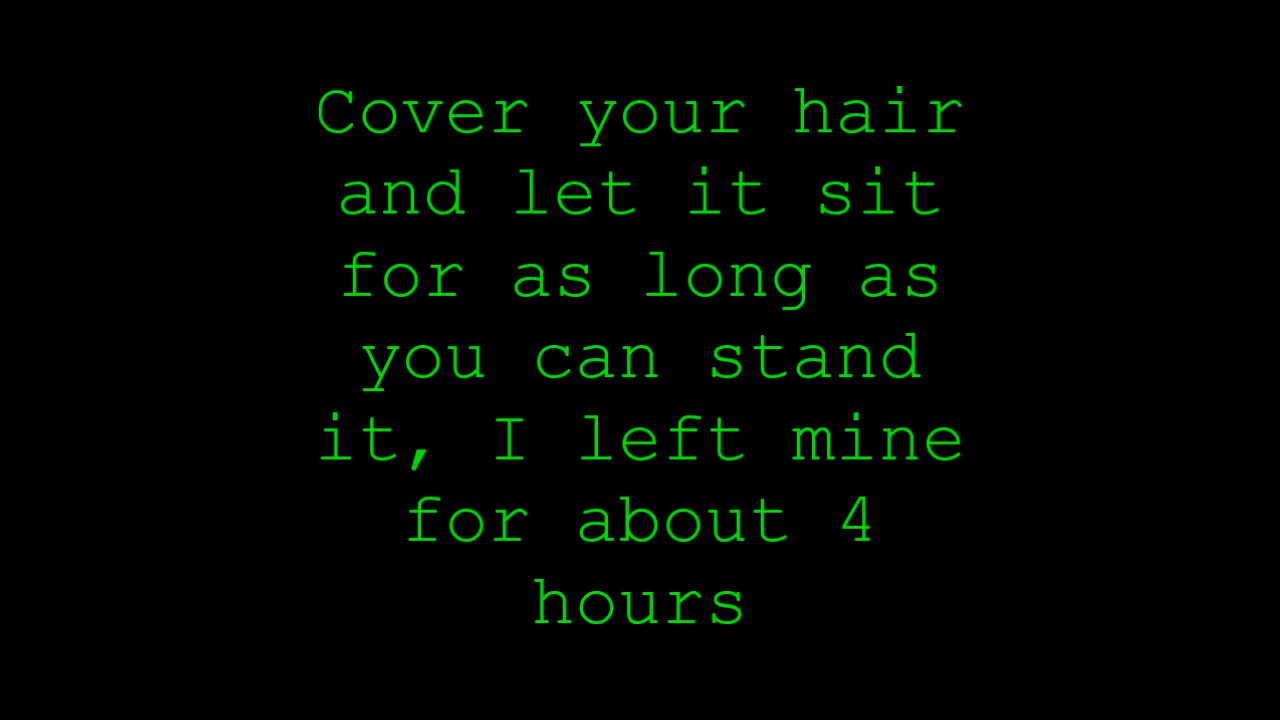 Cover your hair
and let it sit
for as long as
you can stand
it, I left mine
for about 4
hours